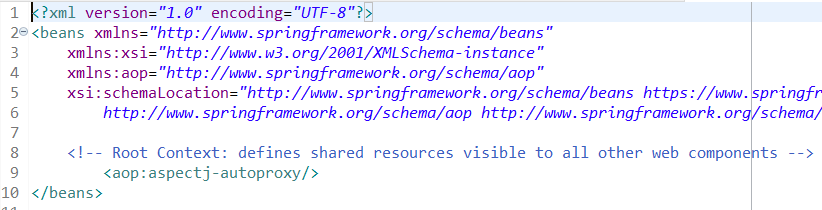 1 <?xml version="1.0" encoding="UTF-8"?>
2 <beans xmlns="http://www.springframework.org/schema/beans"
3 xmlns:xsi="http://www.w3.org/2001/XMLSchema-instance"
4 xmlns:aop="http://www.springframework.org/schema/aop"
5 xsi:schemaLocation="http://www.springframework.org/schema/beans https://www.springf
6 http://www.springframework.org/schema/aop http://www.springframework.org/schema/
7
8 <!-- Root Context: defines shared resources visible to all other web components -->
9 <aop:aspectj-autoproxy/>
10 </beans>